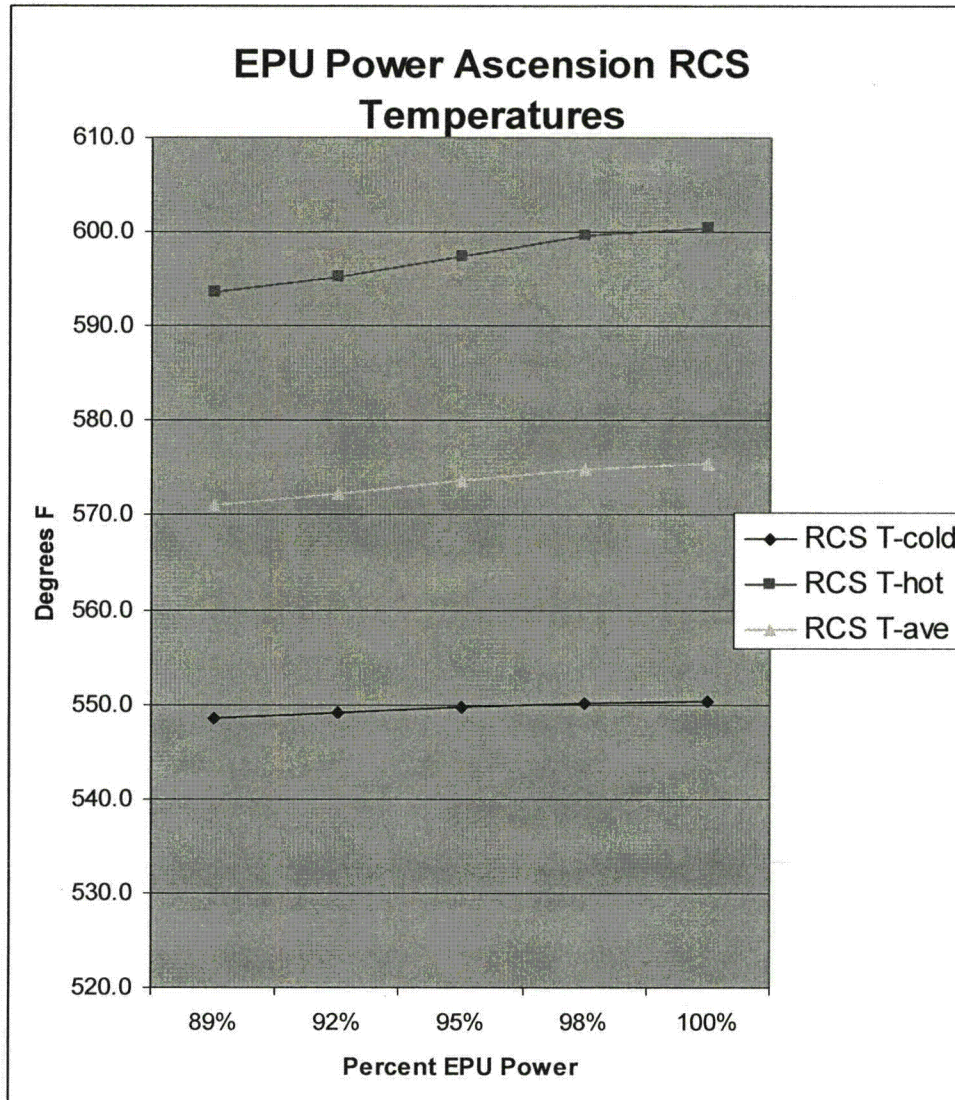 EPU Power Ascension RCS
Temperatures
610.0
600.0
590.0
580.0
570.0
560.0
550.0
540.0
530.0
520.0
Degrees F
89% 92% 95% 98% 100%
Percent EPU Power
RCS T-cold
RCS T-hot
RCS T-ave